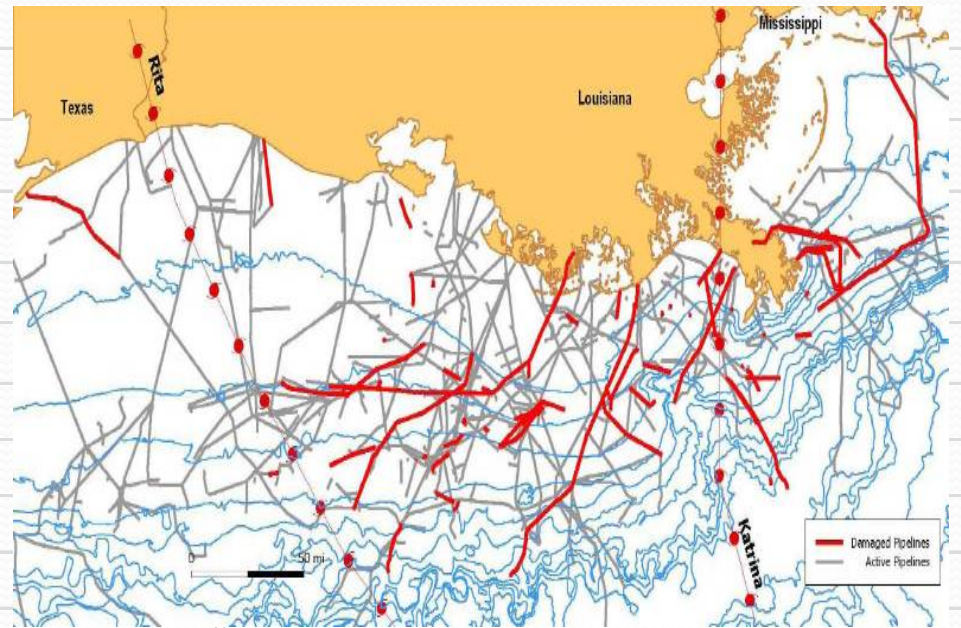 Mississippi
Rita
Texas
Louisiana
0 50 mi
Katrina
Damaged Pipelines
Active Pipelines